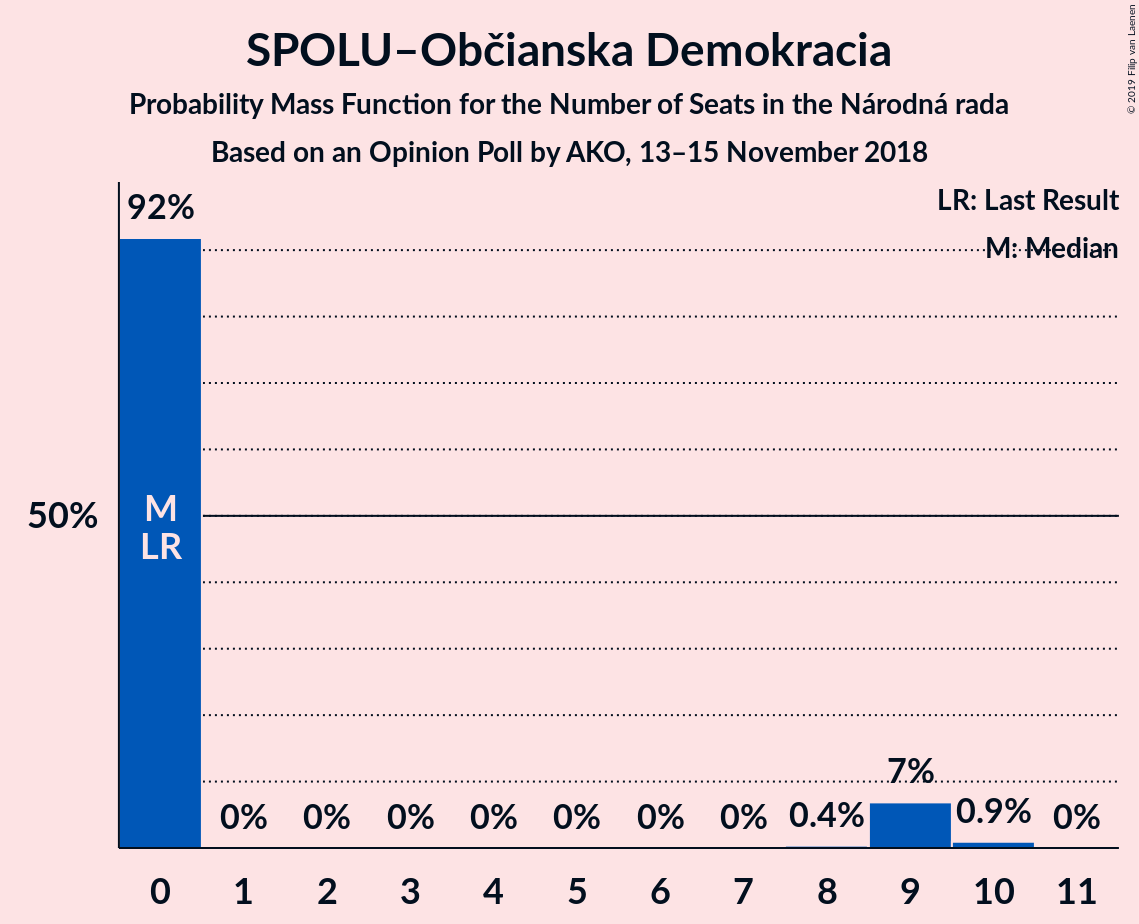 SPOLU–Občianska Demokracia
Probability Mass Function for the Number of Seats in the Národná rada
Based on an Opinion Poll by AKO, 13–15 November 2018
© 2019 Filip van Laenen
LR: Last Result
M: Median
92%
50%
M
LR
0% 0% 0% 0% 0% 0% 0% 0.4% 7% 0.9% 0%
0 1 2 3 4 5 6 7 8 9 10 11